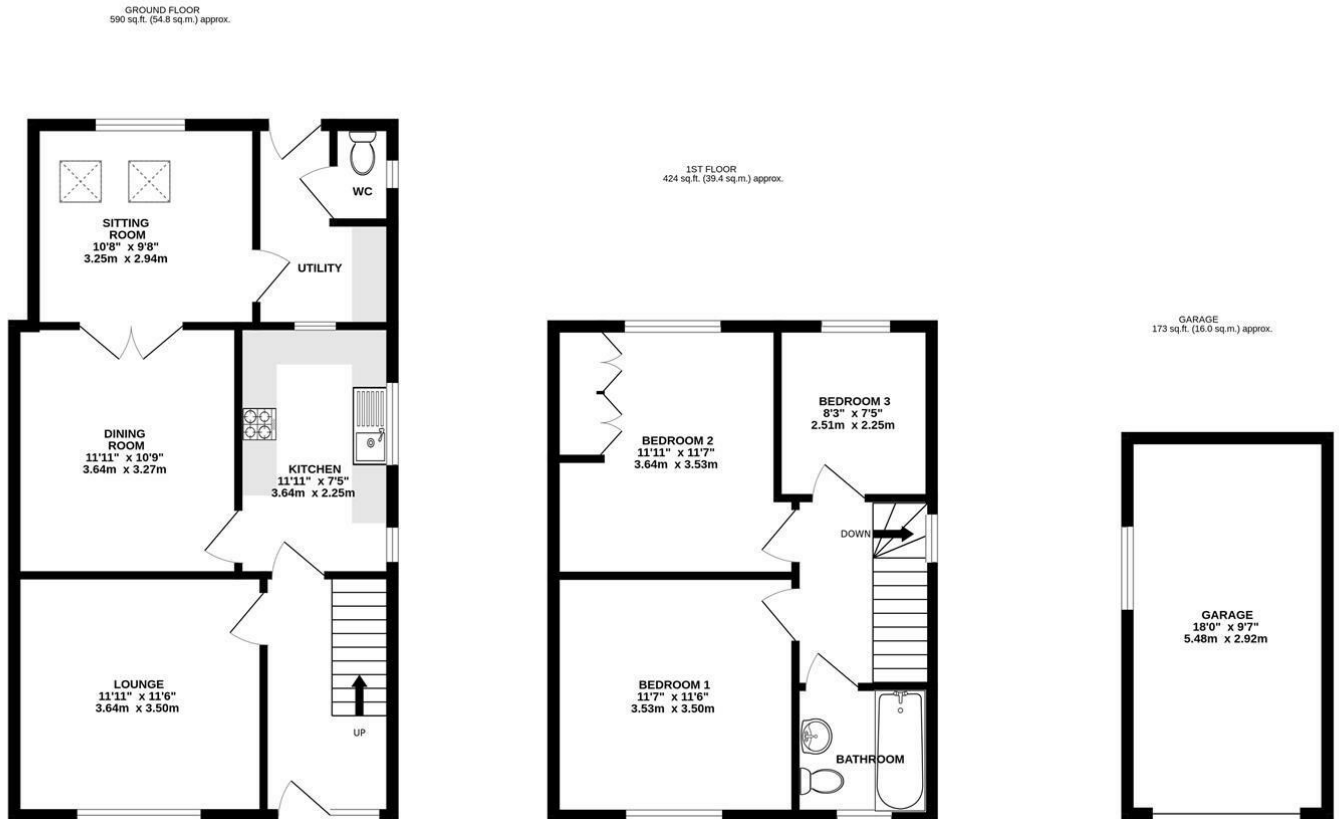 GROUND FLOOR
590 sq.ft. (54.8 sq.m.) approx.
SITTING
ROOM
10'8" x 9'8"
3.25m x 2.94m
WC
UTILITY
DINING
ROOM
11'11" x 10'9"
3.64m x 3.27m
KITCHEN
11'11" x 7'5"
3.64m x 2.25m
LOUNGE
11'11" x 11'6"
3.64m x 3.50m
UP
1ST FLOOR
424 sq.ft. (39.4 sq.m.) approx.
BEDROOM 3
8'3" x 7'5"
2.51m x 2.25m
BEDROOM 2
11'11" x 11'7"
3.64m x 3.53m
DOWN
BEDROOM 1
11'7" x 11'6"
3.53m x 3.50m
BATHROOM
GARAGE
173 sq.ft. (16.0 sq.m.) approx.
GARAGE
18'0" x 9'7"
5.48m x 2.92m